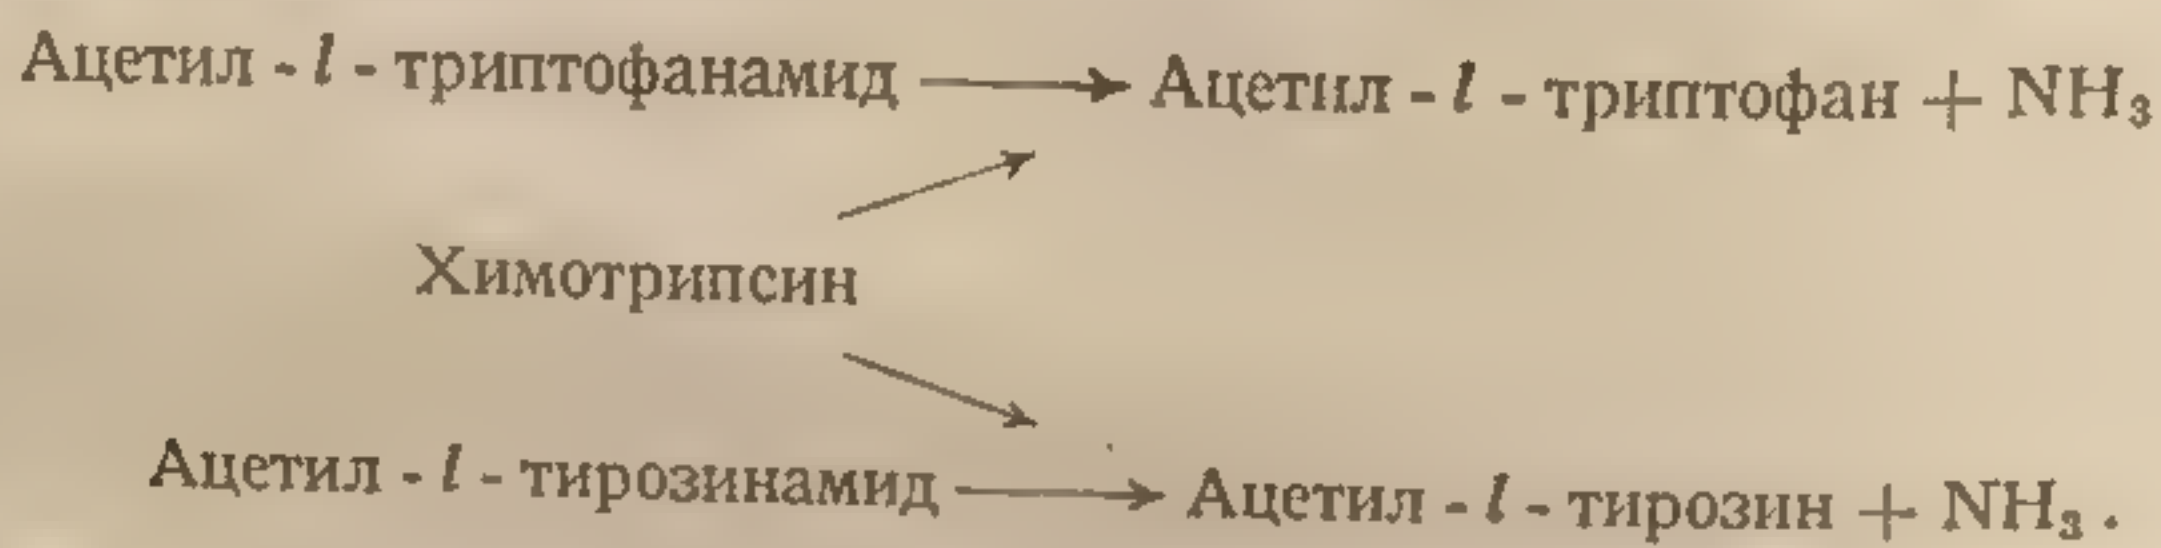 Ацетил - l - триптофанамид ⟶ Ацетил - l - триптофан + NH₃
Химотрипсин
Ацетил - l - тирозинамид ⟶ Ацетил - l - тирозин + NH₃.